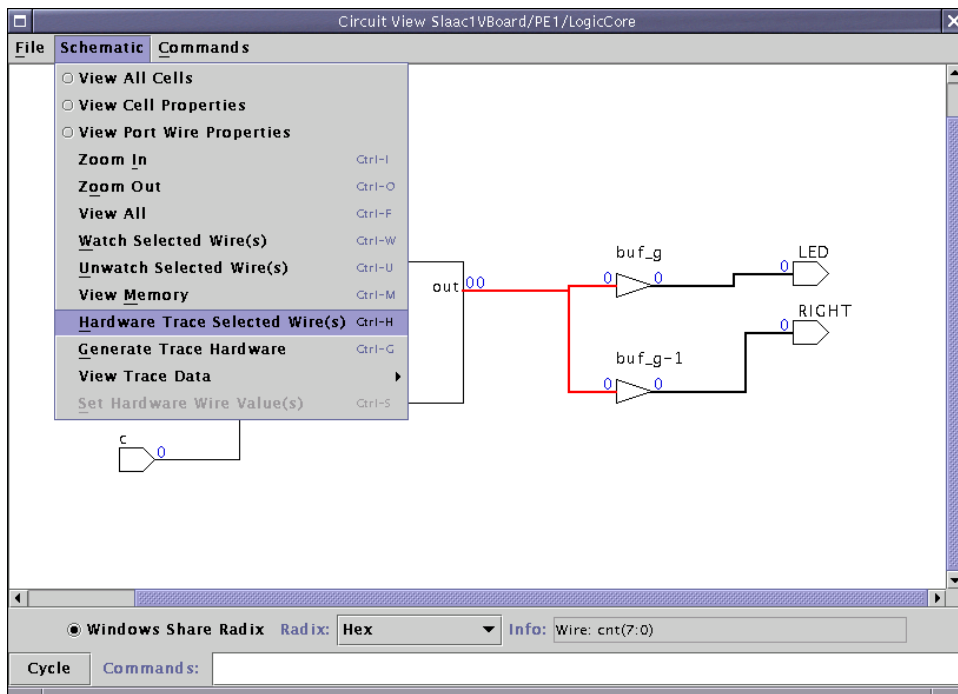 Circuit View Slaac1VBoard/PE1/LogicCore
File Schematic Commands
View All Cells
View Cell Properties
View Port Wire Properties
Zoom In Ctrl-I
Zoom Out Ctrl-O
View All Ctrl-F
Watch Selected Wire(s) Ctrl-W
Unwatch Selected Wire(s) Ctrl-U
View Memory Ctrl-M
Hardware Trace Selected Wire(s) Ctrl-H
Generate Trace Hardware Ctrl-G
View Trace Data
Set Hardware Wire Value(s) Ctrl-S
out 00
buf_g
0 0
LED
0
RIGHT
0
buf_g-1
0 0
c
0
Windows Share Radix Radix: Hex Info: Wire: cnt(7:0)
Cycle Commands: